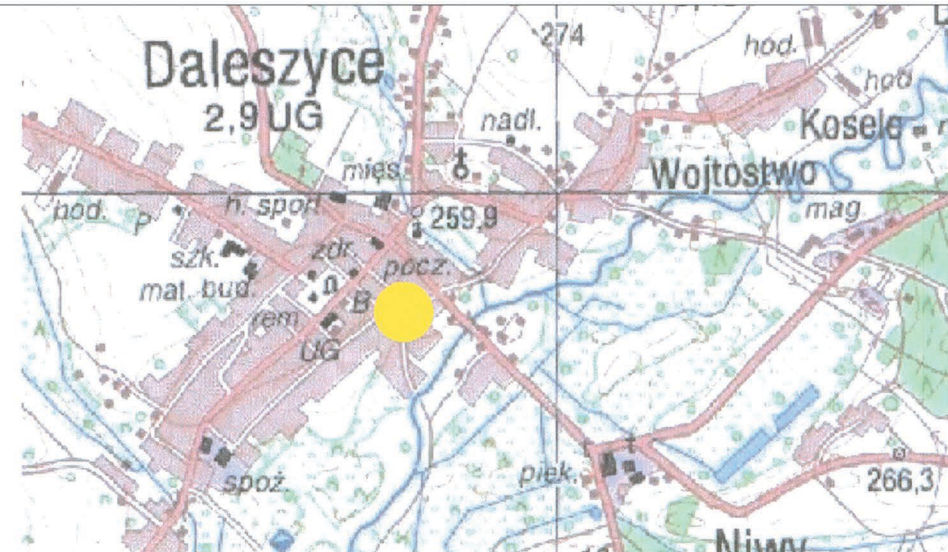 274
hod.
Daleszyce
hod
2,9 UG
nadl.
Kosele
mięs.
Wojtostwo
hod.
h. sport.
259,9
mag.
P
szk.
zdr.
pocz.
mat. bud.
B
rem
UG
piek.
spoż.
266,3
Niwy